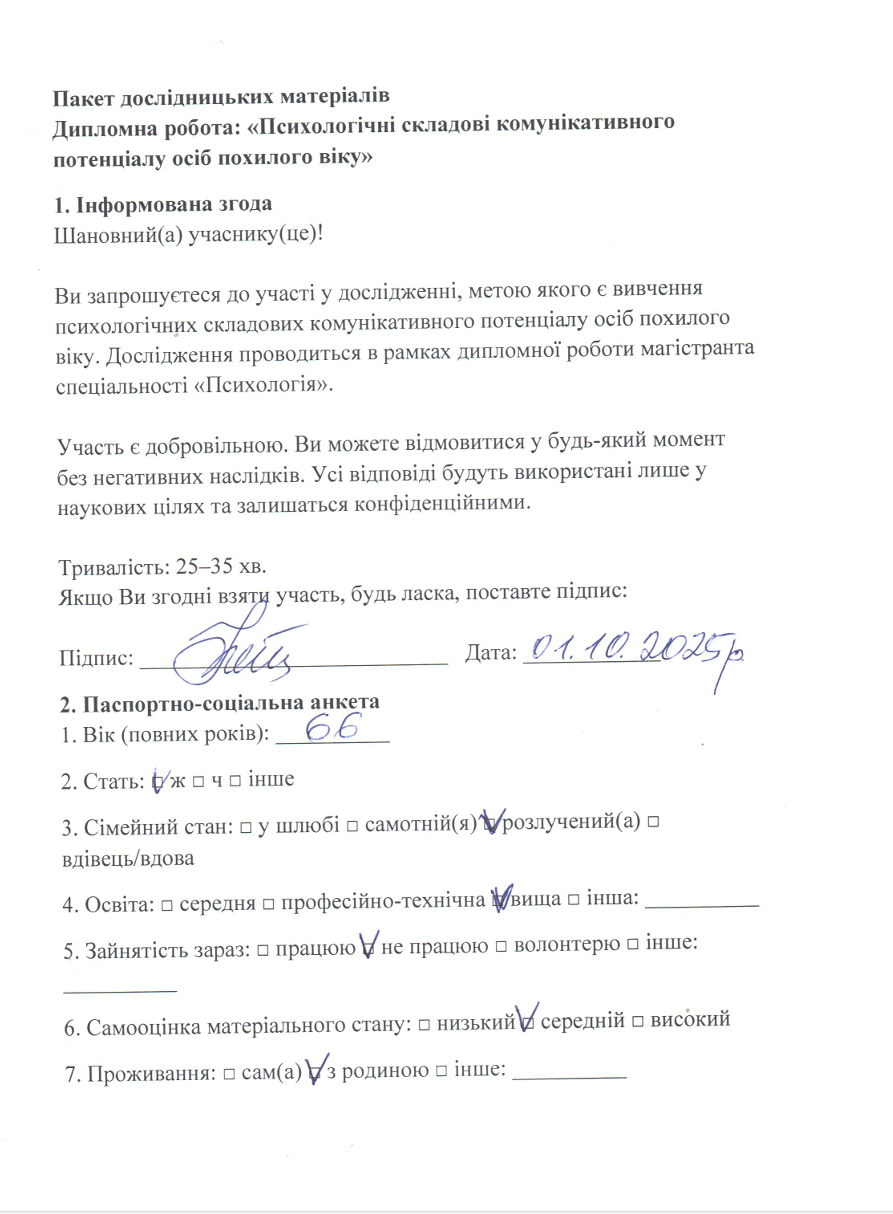 Пакет дослідницьких матеріалів
Дипломна робота: «Психологічні складові комунікативного
потенціалу осіб похилого віку»
1. Інформована згода
Шановний(а) учаснику(це)!
Ви запрошуєтеся до участі у дослідженні, метою якого є вивчення
психологічних складових комунікативного потенціалу осіб похилого
віку. Дослідження проводиться в рамках дипломної роботи магістранта
спеціальності «Психологія».
Участь є добровільною. Ви можете відмовитися у будь-який момент
без негативних наслідків. Усі відповіді будуть використані лише у
наукових цілях та залишаться конфіденційними.
Тривалість: 25–35 хв.
Якщо Ви згодні взяти участь, будь ласка, поставте підпис:
Підпис: ____________ Дата: 01.10.2025р
2. Паспортно-соціальна анкета
1. Вік (повних років): 66
2. Стать: ☑ ж □ ч □ інше
3. Сімейний стан: □ у шлюбі □ самотній(я) ☑ розлучений(а) □
вдівець/вдова
4. Освіта: □ середня □ професійно-технічна ☑ вища □ інша: __________
5. Зайнятість зараз: □ працюю ☑ не працюю □ волонтерю □ інше:
__________
6. Самооцінка матеріального стану: □ низький ☑ середній □ високий
7. Проживання: □ сам(а) ☑ з родиною □ інше: __________